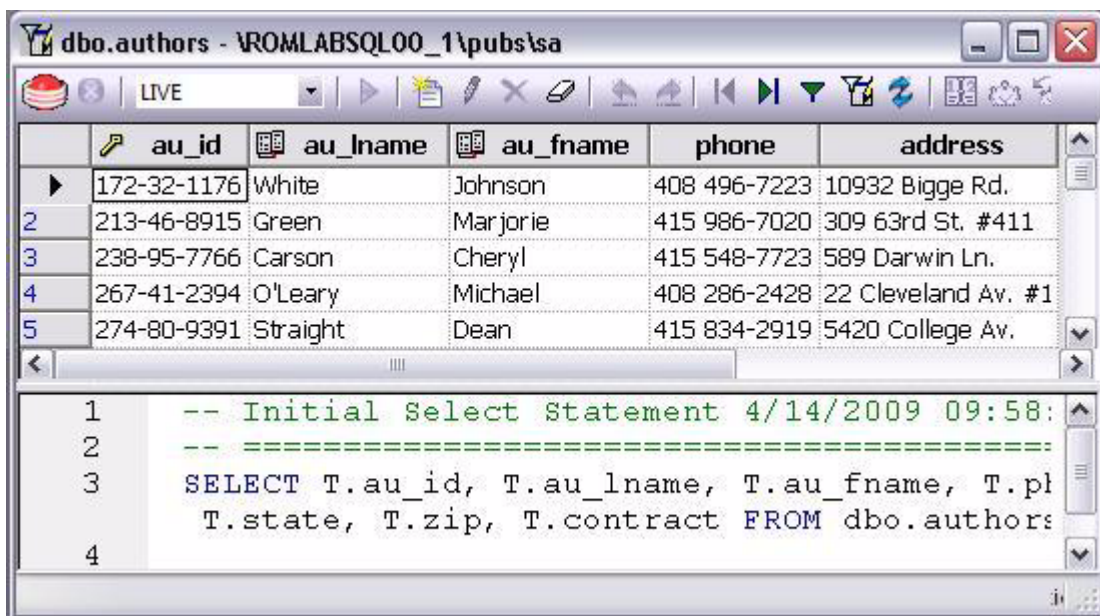 dbo.authors - \ROMLABSQL00_1\pubs\sa
LIVE
au_id au_lname au_fname phone address
172-32-1176 White Johnson 408 496-7223 10932 Bigge Rd.
2 213-46-8915 Green Marjorie 415 986-7020 309 63rd St. #411
3 238-95-7766 Carson Cheryl 415 548-7723 589 Darwin Ln.
4 267-41-2394 O'Leary Michael 408 286-2428 22 Cleveland Av. #1
5 274-80-9391 Straight Dean 415 834-2919 5420 College Av.
1 -- Initial Select Statement 4/14/2009 09:58:
2 -- =========================================
3 SELECT T.au_id, T.au_lname, T.au_fname, T.ph
T.state, T.zip, T.contract FROM dbo.authors
4